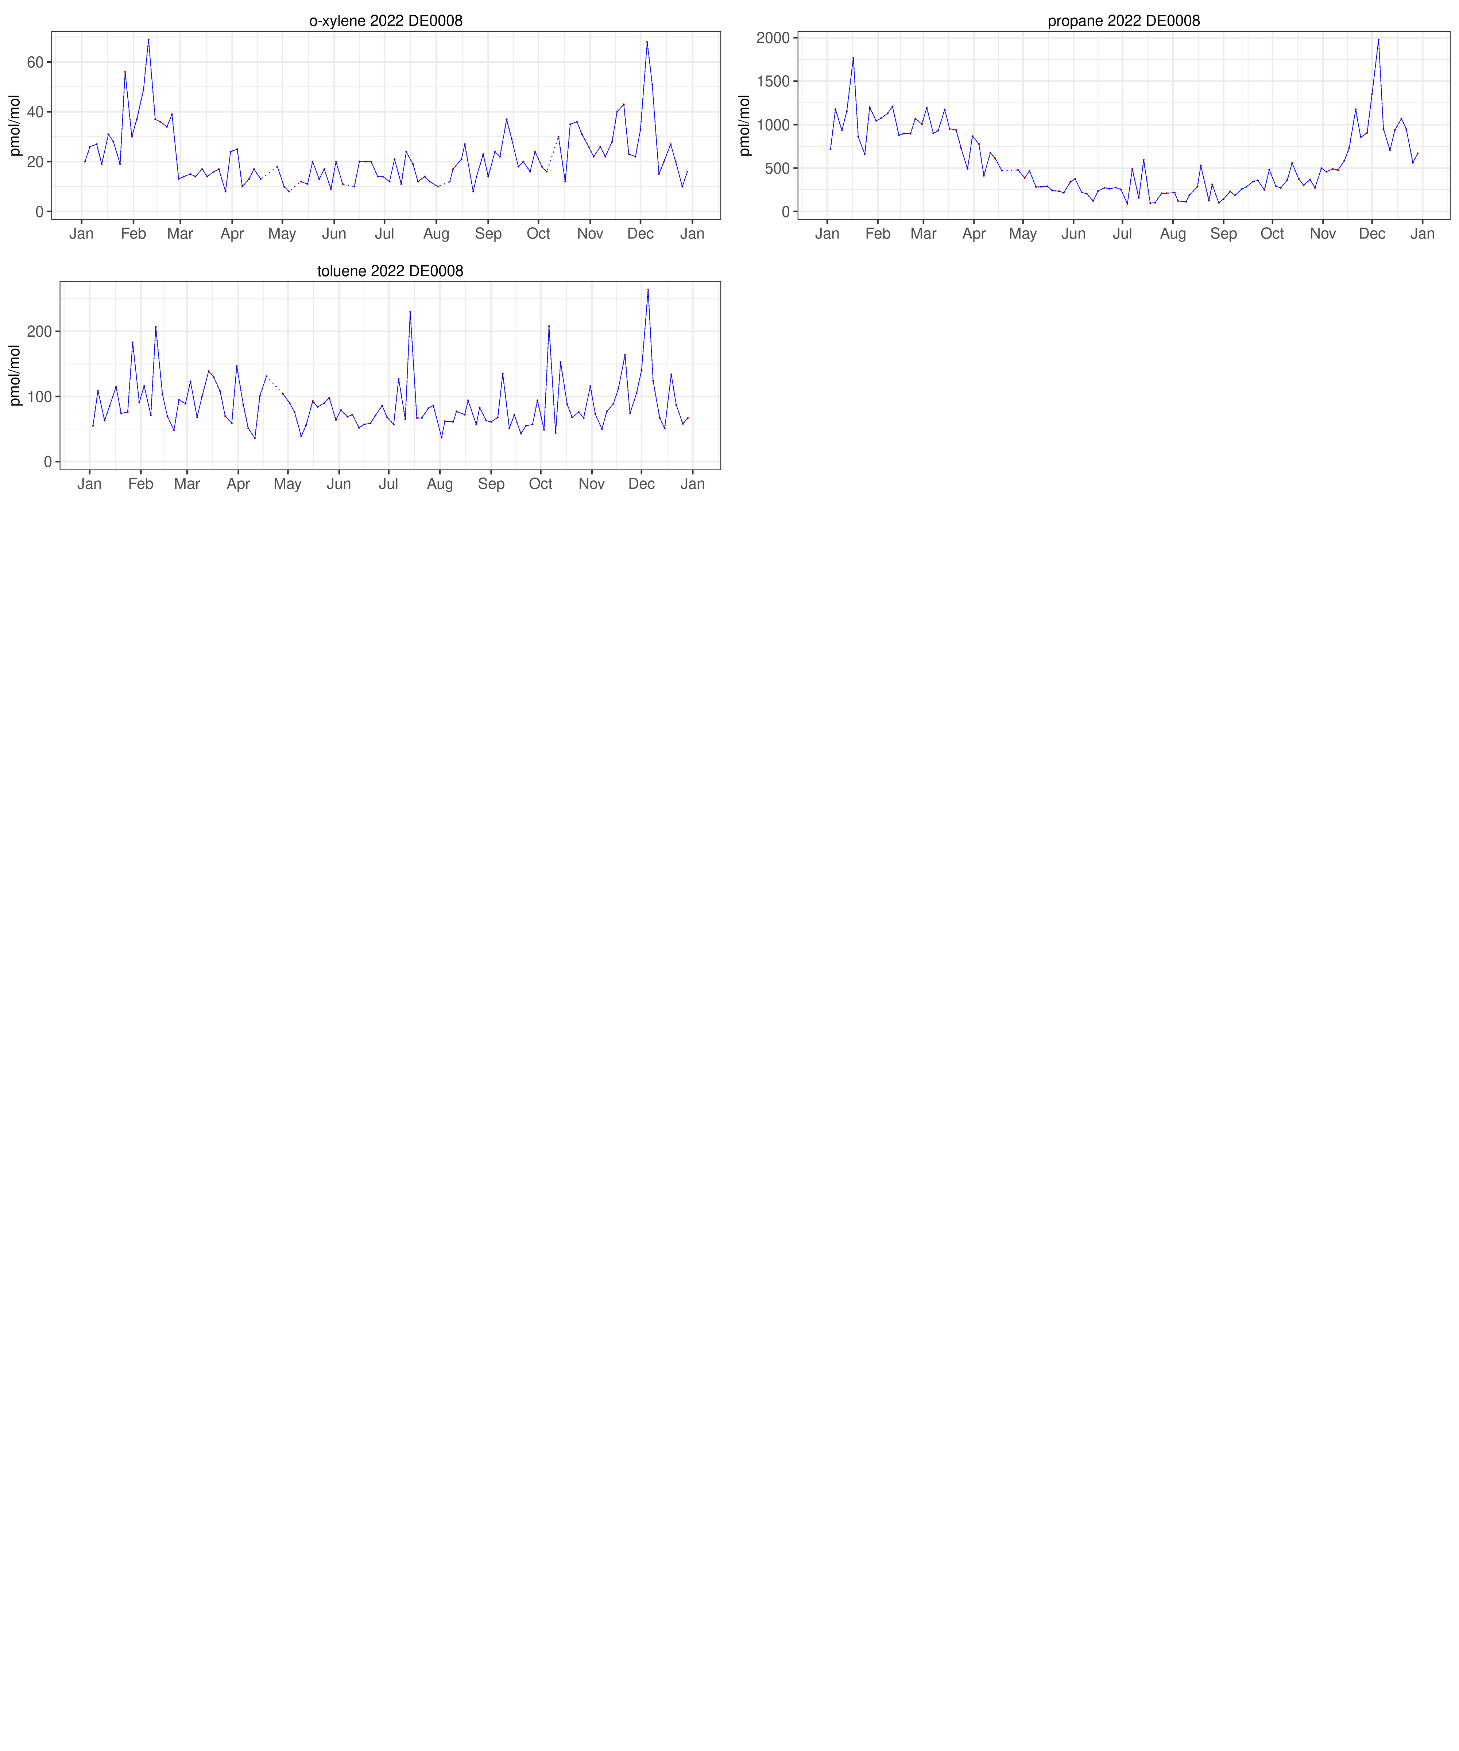 o-xylene 2022 DE0008
pmol/mol
60
40
20
0
Jan Feb Mar Apr May Jun Jul Aug Sep Oct Nov Dec Jan
propane 2022 DE0008
pmol/mol
2000
1500
1000
500
0
Jan Feb Mar Apr May Jun Jul Aug Sep Oct Nov Dec Jan
toluene 2022 DE0008
pmol/mol
200
100
0
Jan Feb Mar Apr May Jun Jul Aug Sep Oct Nov Dec Jan